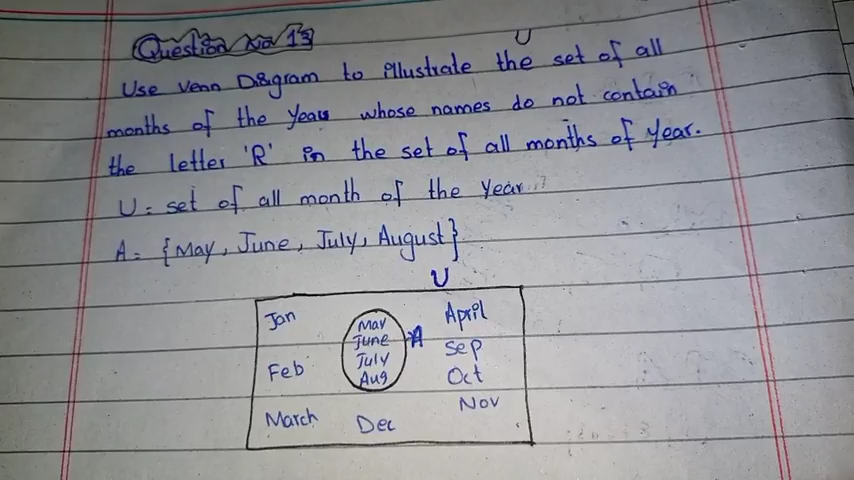 Question No 13
U
Use venn Diagram to illustrate the set of all
months of the year whose names do not contain
the letter 'R' in the set of all months of year.
U = set of all month of the year
A = {May, June, July, August}
U
Jan May April
June A
July Sep
Feb Aug Oct
March Dec Nov